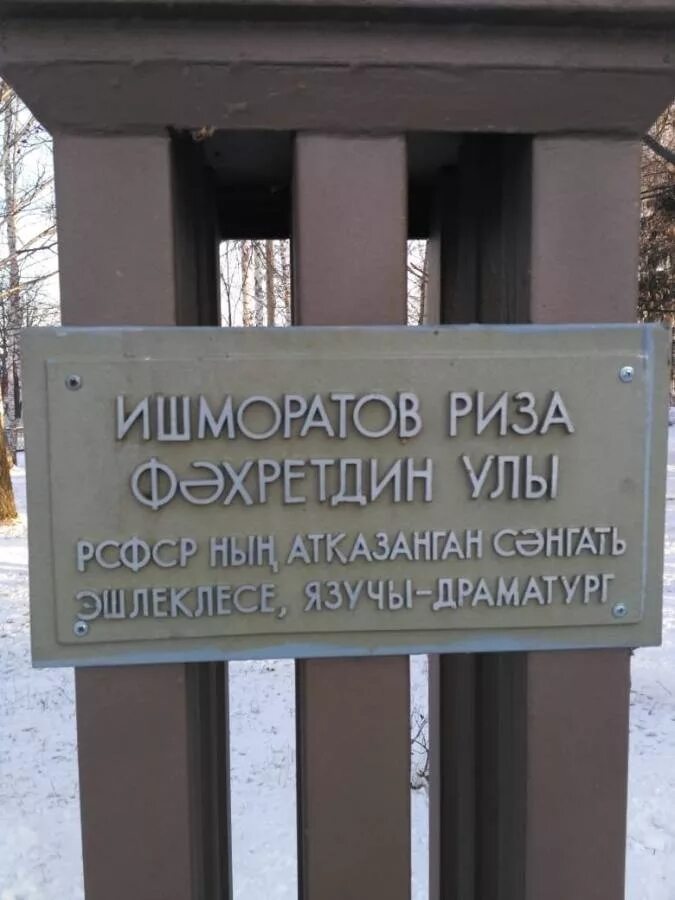 ИШМОРАТОВ РИЗА
ФӘХРЕТДИН УЛЫ
РСФСР НЫҢ АТКАЗАНГАН СӘНГАТЬ
ЭШЛЕКЛЕСЕ, ЯЗУЧЫ-ДРАМАТУРГ